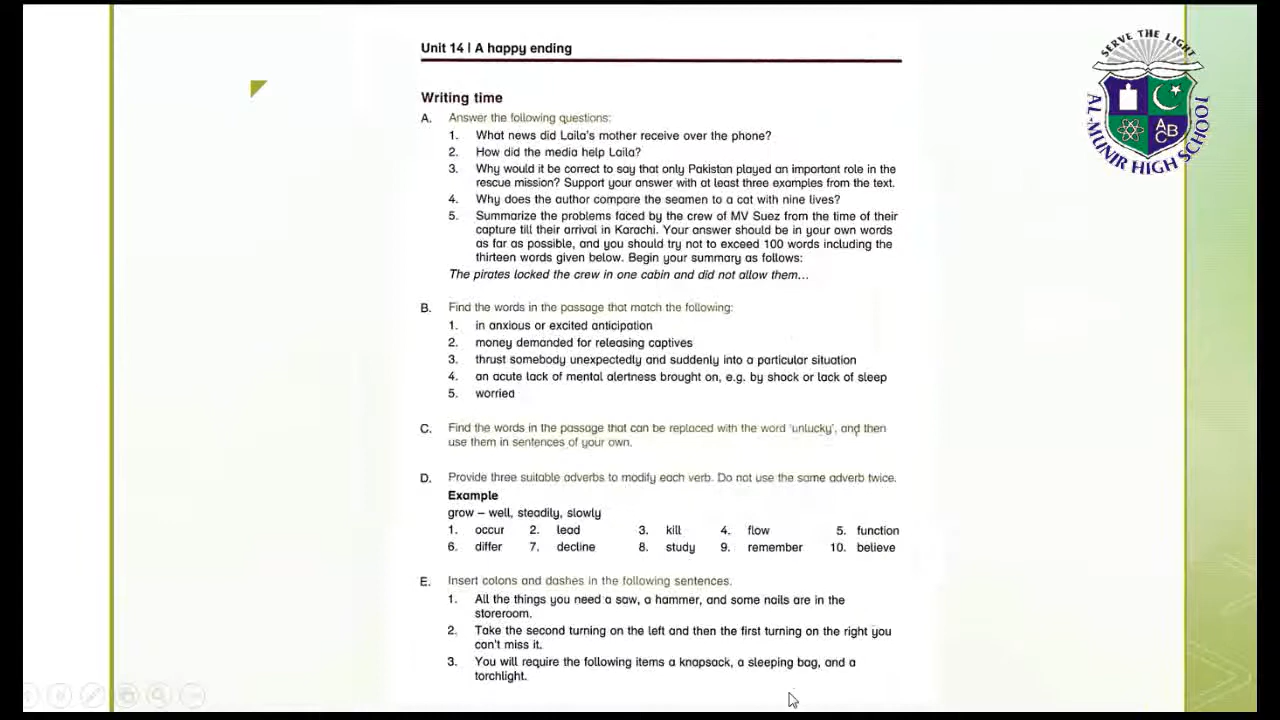 Unit 14 | A happy ending
SERVE THE LIGHT
ABC
AL-MUNIR HIGH SCHOOL
Writing time
A. Answer the following questions:
1. What news did Laila's mother receive over the phone?
2. How did the media help Laila?
3. Why would it be correct to say that only Pakistan played an important role in the
rescue mission? Support your answer with at least three examples from the text.
4. Why does the author compare the seamen to a cat with nine lives?
5. Summarize the problems faced by the crew of MV Suez from the time of their
capture till their arrival in Karachi. Your answer should be in your own words
as far as possible, and you should try not to exceed 100 words including the
thirteen words given below. Begin your summary as follows:
The pirates locked the crew in one cabin and did not allow them...
B. Find the words in the passage that match the following:
1. in anxious or excited anticipation
2. money demanded for releasing captives
3. thrust somebody unexpectedly and suddenly into a particular situation
4. an acute lack of mental alertness brought on, e.g. by shock or lack of sleep
5. worried
C. Find the words in the passage that can be replaced with the word 'unlucky', and then
use them in sentences of your own.
D. Provide three suitable adverbs to modify each verb. Do not use the same adverb twice.
Example
grow – well, steadily, slowly
1. occur 2. lead 3. kill 4. flow 5. function
6. differ 7. decline 8. study 9. remember 10. believe
E. Insert colons and dashes in the following sentences.
1. All the things you need a saw, a hammer, and some nails are in the
storeroom.
2. Take the second turning on the left and then the first turning on the right you
can't miss it.
3. You will require the following items a knapsack, a sleeping bag, and a
torchlight.